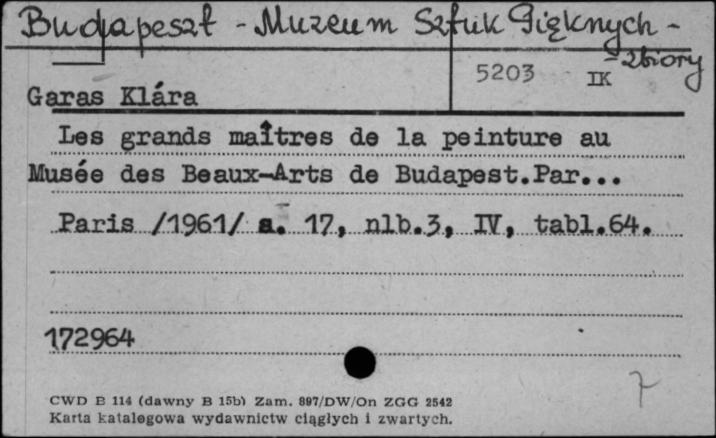 Budapeszt - Muzeum Sztuk Pięknych -
- zbiory
5203 IK
Garas Klára
Les grands maîtres de la peinture au
Musée des Beaux-Arts de Budapest.Par...
Paris /1961/ s. 17, nlb.3, IV, tabl.64.
172964
7
CWD B 114 (dawny B 15b) Zam. 897/DW/On ZGG 2542
Karta katalogowa wydawnictw ciągłych i zwartych.